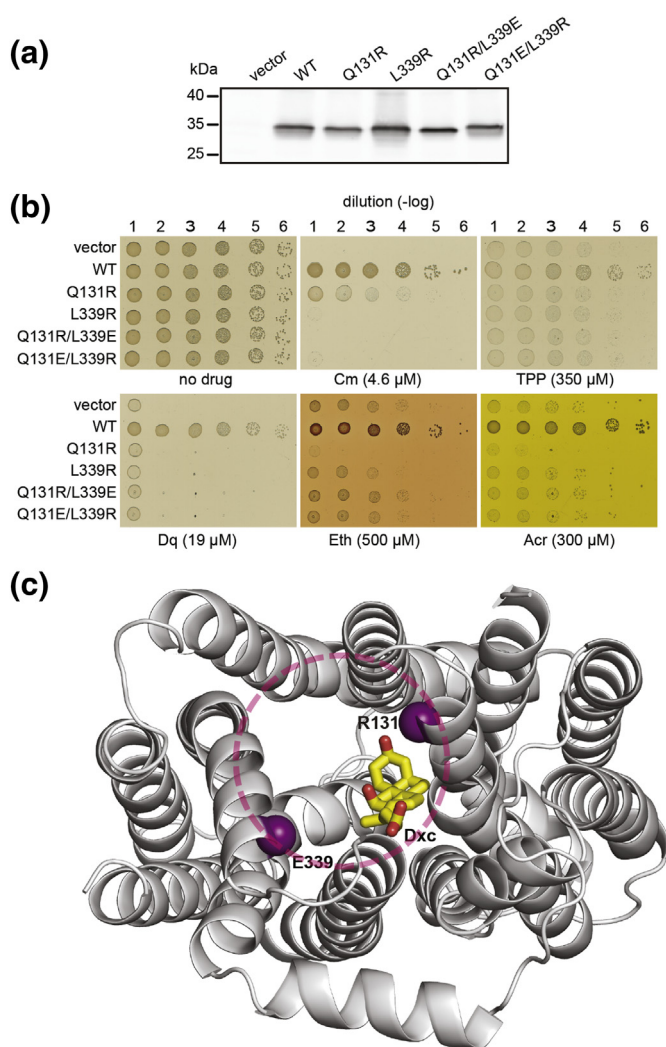 (a)
kDa
vector
WT
Q131R
L339R
Q131R/L339E
Q131E/L339R
40
35
25
(b)
dilution (-log)
1 2 3 4 5 6 1 2 3 4 5 6 1 2 3 4 5 6
vector
WT
Q131R
L339R
Q131R/L339E
Q131E/L339R
no drug Cm (4.6 µM) TPP (350 µM)
vector
WT
Q131R
L339R
Q131R/L339E
Q131E/L339R
Dq (19 µM) Eth (500 µM) Acr (300 µM)
(c)
R131
Dxc
E339